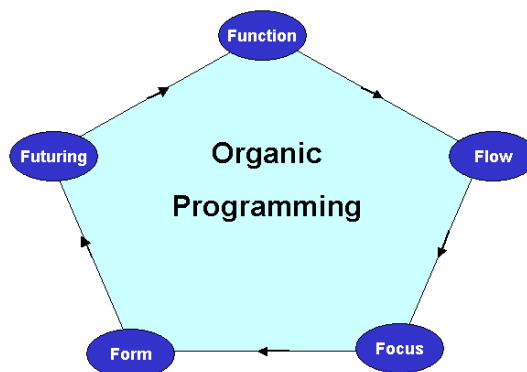 Function
Futuring
Organic
Programming
Flow
Form
Focus